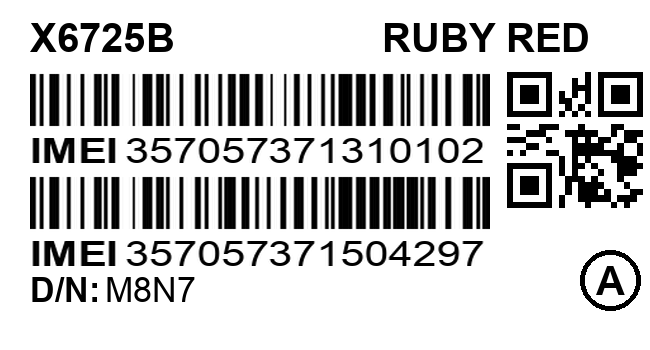 X6725B RUBY RED
IMEI 357057371310102
IMEI 357057371504297
D/N: M8N7
A